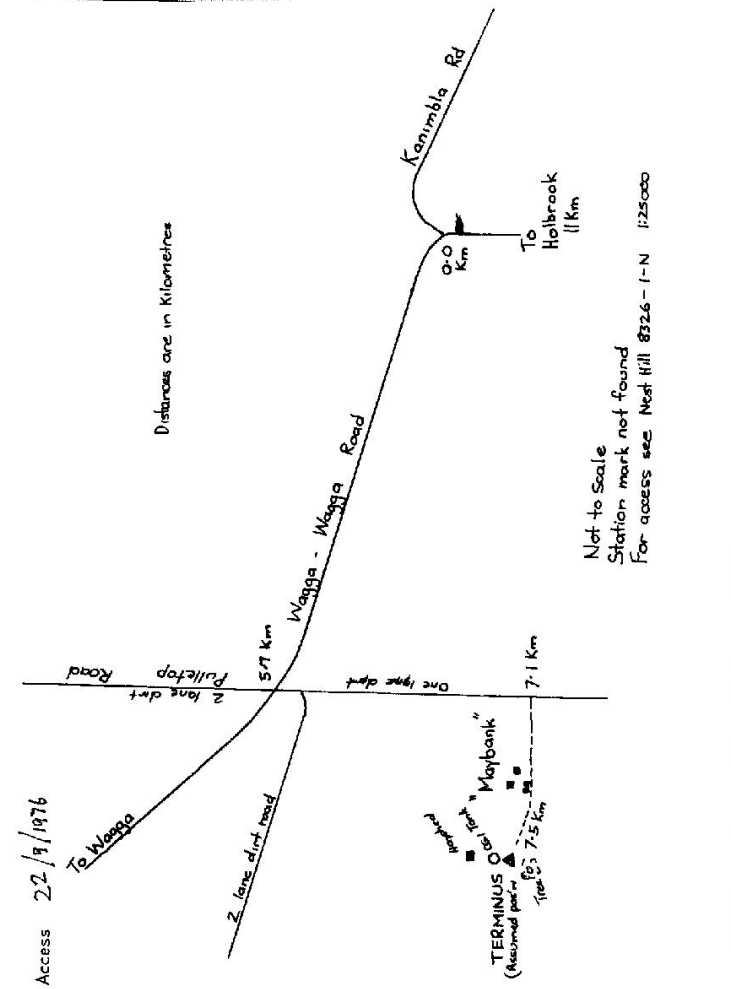 Access 22/9/1976
To Wagga
2 lane dirt road
Pulletop Road
2 lane dirt
5.7 Km
One lane dirt
7.1 Km
Wagga - Wagga Road
Distances are in Kilometres
Kanimbla Rd
0.0 Km
To
Holbrook
11 Km
"Maybank"
Hayshed
Tank
7.5 Km
TERMINUS
(Assumed pos'n
Tree
Not to Scale
Station mark not found
For access see Nest Hill 8326-1-N 1:25000